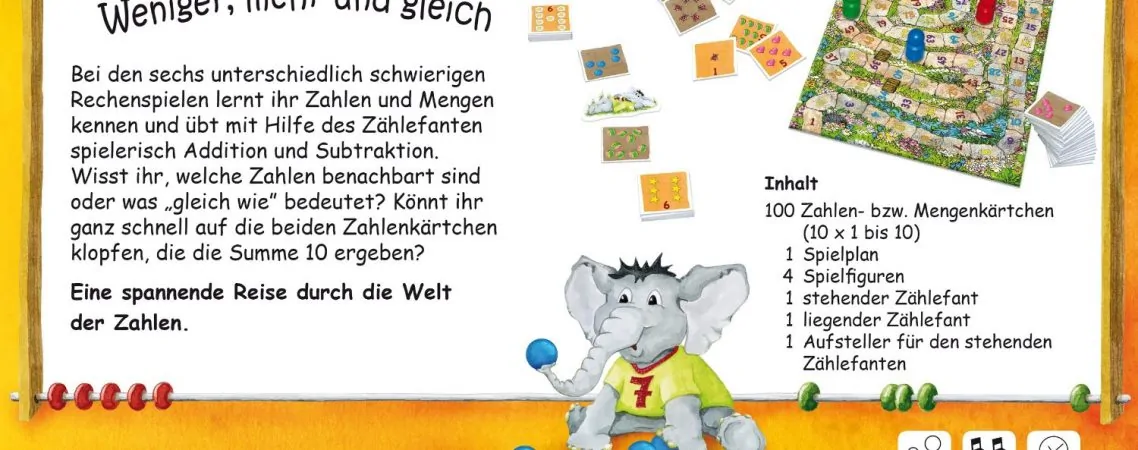 Weniger, mehr und gleich
Bei den sechs unterschiedlich schwierigen
Rechenspielen lernt ihr Zahlen und Mengen
kennen und übt mit Hilfe des Zählefanten
spielerisch Addition und Subtraktion.
Wisst ihr, welche Zahlen benachbart sind
oder was „gleich wie” bedeutet? Könnt ihr
ganz schnell auf die beiden Zahlenkärtchen
klopfen, die die Summe 10 ergeben?
Eine spannende Reise durch die Welt
der Zahlen.
6
1
6
Inhalt
100 Zahlen- bzw. Mengenkärtchen
(10 x 1 bis 10)
1 Spielplan
4 Spielfiguren
1 stehender Zählefant
1 liegender Zählefant
1 Aufsteller für den stehenden
Zählefanten
7